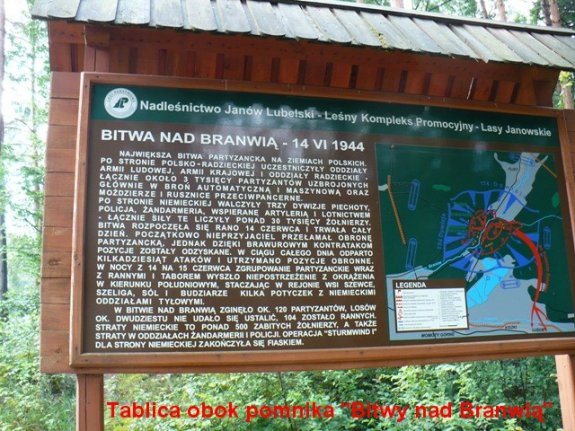 Nadleśnictwo Janów Lubelski - Leśny Kompleks Promocyjny - Lasy Janowskie
BITWA NAD BRANWIĄ - 14 VI 1944
NAJWIĘKSZA BITWA PARTYZANCKA NA ZIEMIACH POLSKICH.
PO STRONIE POLSKO-RADZIECKIEJ UCZESTNICZYŁY ODDZIAŁY
ARMII LUDOWEJ, ARMII KRAJOWEJ I ODDZIAŁY RADZIECKIE -
ŁĄCZNIE OKOŁO 3 TYSIĘCY PARTYZANTÓW UZBROJONYCH
GŁÓWNIE W BROŃ AUTOMATYCZNĄ I MASZYNOWĄ ORAZ
MOŹDZIERZE I RUSZNICE PRZECIWPANCERNE.
PO STRONIE NIEMIECKIEJ WALCZYŁY TRZY DYWIZJE PIECHOTY,
POLICJA, ŻANDARMERIA, WSPIERANE ARTYLERIĄ I LOTNICTWEM
- ŁĄCZNIE SIŁY TE LICZYŁY PONAD 30 TYSIĘCY ŻOŁNIERZY.
BITWA ROZPOCZĘŁA SIĘ RANO 14 CZERWCA I TRWAŁA CAŁY
DZIEŃ. POCZĄTKOWO NIEPRZYJACIEL PRZEŁAMAŁ OBRONĘ
PARTYZANCKĄ, JEDNAK DZIĘKI BRAWUROWYM KONTRATAKOM
POZYCJE ZOSTAŁY ODZYSKANE. W CIĄGU CAŁEGO DNIA ODPARTO
KILKADZIESIĄT ATAKÓW I UTRZYMANO POZYCJE OBRONNE.
W NOCY Z 14 NA 15 CZERWCA ZGRUPOWANIE PARTYZANCKIE WRAZ
Z RANNYMI I TABOREM WYSZŁO NIEPOSTRZEŻENIE Z OKRĄŻENIA
W KIERUNKU POŁUDNIOWYM, STACZAJĄC W REJONIE WSI SZEWCE,
SZELIGA, SÓL I BUDZIARZE KILKA POTYCZEK Z NIEMIECKIMI
ODDZIAŁAMI TYŁOWYMI.
W BITWIE NAD BRANWIĄ ZGINĘŁO OK. 120 PARTYZANTÓW, LOSÓW
OK. DWUDZIESTU NIE UDAŁO SIĘ USTALIĆ, 104 ZOSTAŁO RANNYCH.
STRATY NIEMIECKIE TO PONAD 500 ZABITYCH ŻOŁNIERZY, A TAKŻE
STRATY W ODDZIAŁACH ŻANDARMERII I POLICJI. OPERACJA "STURMWIND I"
DLA STRONY NIEMIECKIEJ ZAKOŃCZYŁA SIĘ FIASKIEM.
LEGENDA
Tablica obok pomnika "Bitwy nad Branwią"